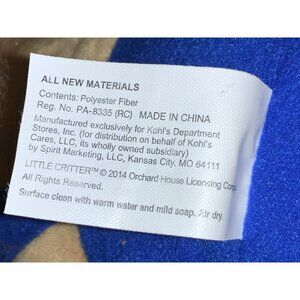 ALL NEW MATERIALS
Contents: Polyester Fiber
Reg. No. PA-8335 (RC) MADE IN CHINA
Manufactured exclusively for Kohl's Department
Stores, Inc. (for distribution on behalf of Kohl's
Cares, LLC, its wholly owned subsidiary)
by Spirit Marketing, LLC, Kansas City, MO 64111
LITTLE CRITTER™ © 2014 Orchard House Licensing Comp
All Rights Reserved.
Surface clean with warm water and mild soap. Air dry.